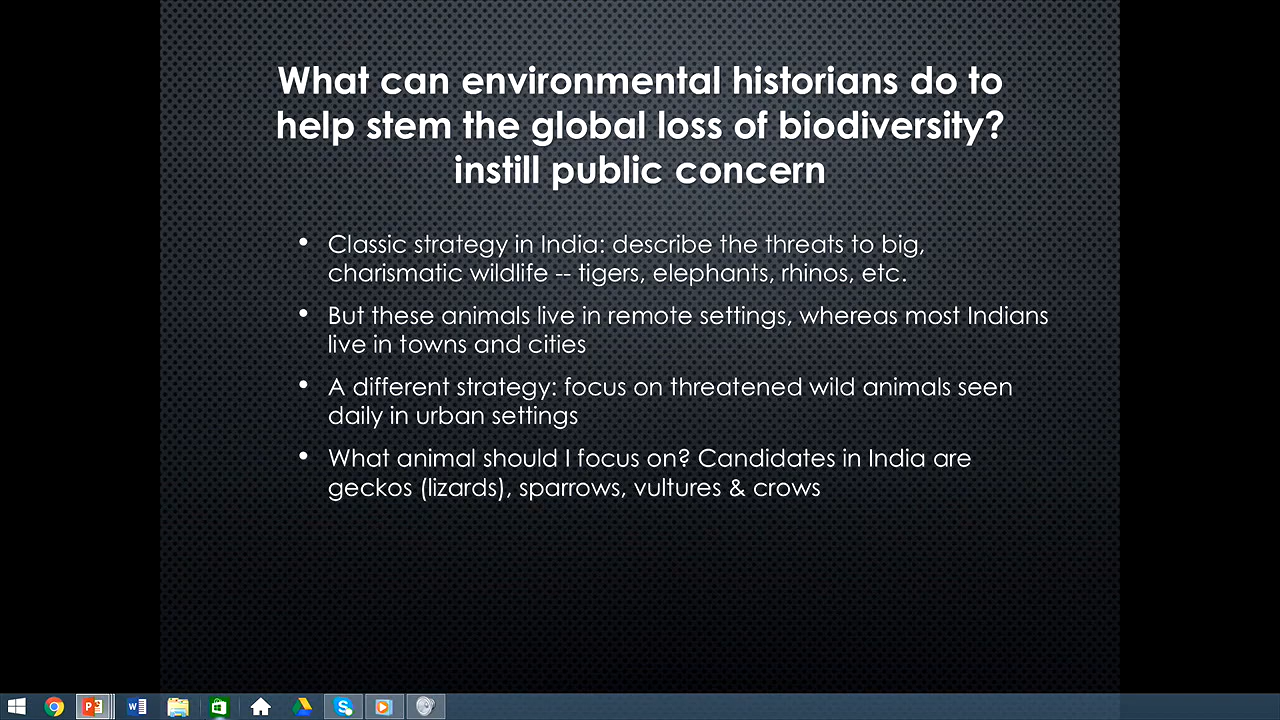 What can environmental historians do to
help stem the global loss of biodiversity?
instill public concern
• Classic strategy in India: describe the threats to big,
charismatic wildlife -- tigers, elephants, rhinos, etc.
• But these animals live in remote settings, whereas most Indians
live in towns and cities
• A different strategy: focus on threatened wild animals seen
daily in urban settings
• What animal should I focus on? Candidates in India are
geckos (lizards), sparrows, vultures & crows